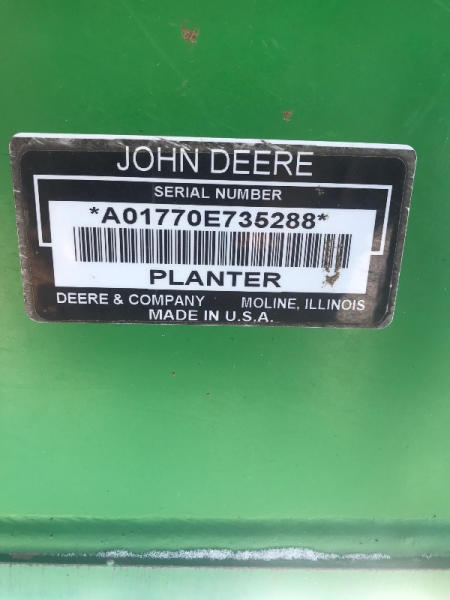 JOHN DEERE
SERIAL NUMBER
*A01770E735288*
PLANTER
DEERE & COMPANY MOLINE, ILLINOIS
MADE IN U.S.A.